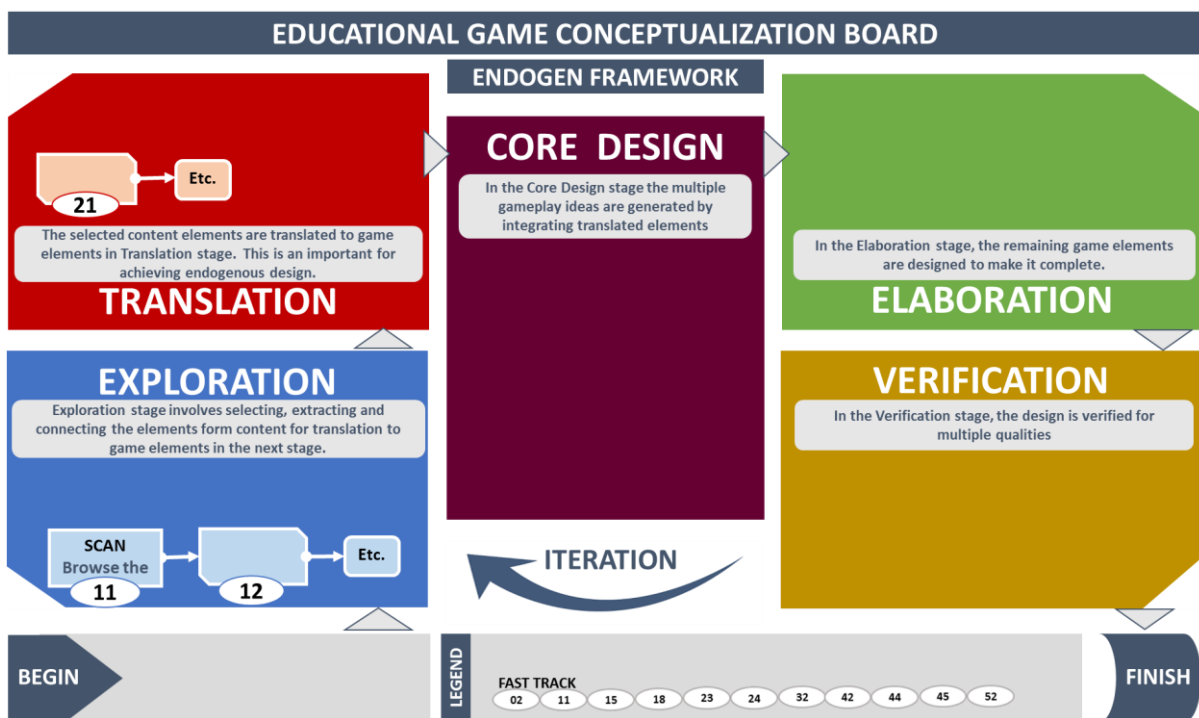 EDUCATIONAL GAME CONCEPTUALIZATION BOARD
ENDOGEN FRAMEWORK
Etc.
21
The selected content elements are translated to game
elements in Translation stage.  This is an important for
achieving endogenous design.
TRANSLATION
EXPLORATION
Exploration stage involves selecting, extracting and
connecting the elements form content for translation to
game elements in the next stage.
SCAN
Browse the
11
12
Etc.
CORE DESIGN
In the Core Design stage the multiple
gameplay ideas are generated by
integrating translated elements
ITERATION
In the Elaboration stage, the remaining game elements
are designed to make it complete.
ELABORATION
VERIFICATION
In the Verification stage, the design is verified for
multiple qualities
BEGIN
LEGEND
FAST TRACK
02 11 15 18 23 24 32 42 44 45 52
FINISH